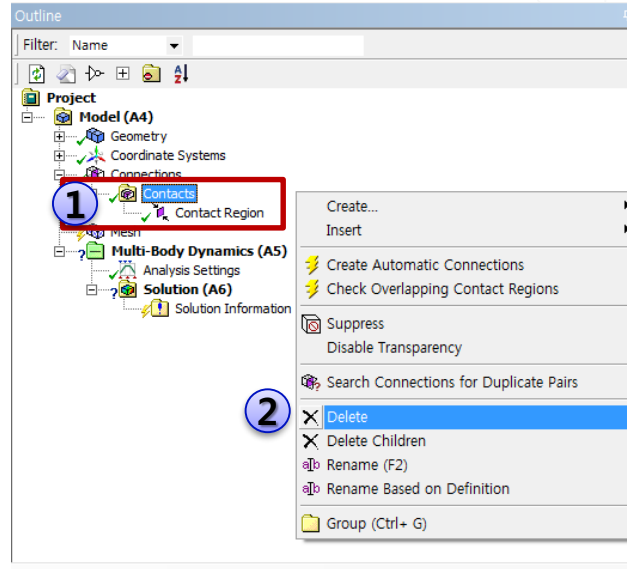 Outline
Filter: Name
Project
Model (A4)
Geometry
Coordinate Systems
Connections
Contacts
1
Contact Region
Mesh
Multi-Body Dynamics (A5)
Analysis Settings
Solution (A6)
Solution Information
Create...
Insert
Create Automatic Connections
Check Overlapping Contact Regions
Suppress
Disable Transparency
Search Connections for Duplicate Pairs
2
Delete
Delete Children
Rename (F2)
Rename Based on Definition
Group (Ctrl+ G)